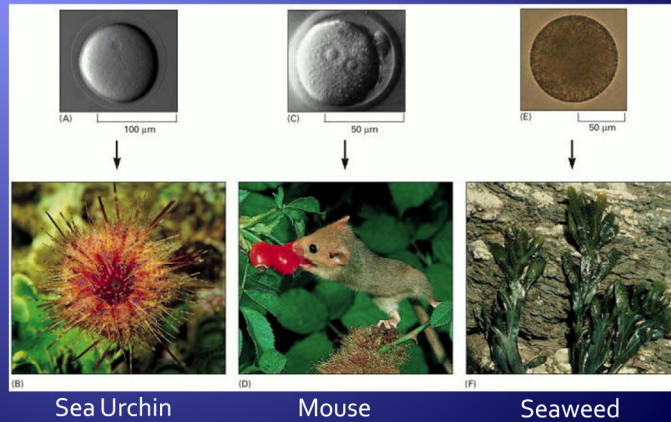 (A)
100 μm
(C)
50 μm
(E)
50 μm
(B)
(D)
(F)
Sea Urchin
Mouse
Seaweed